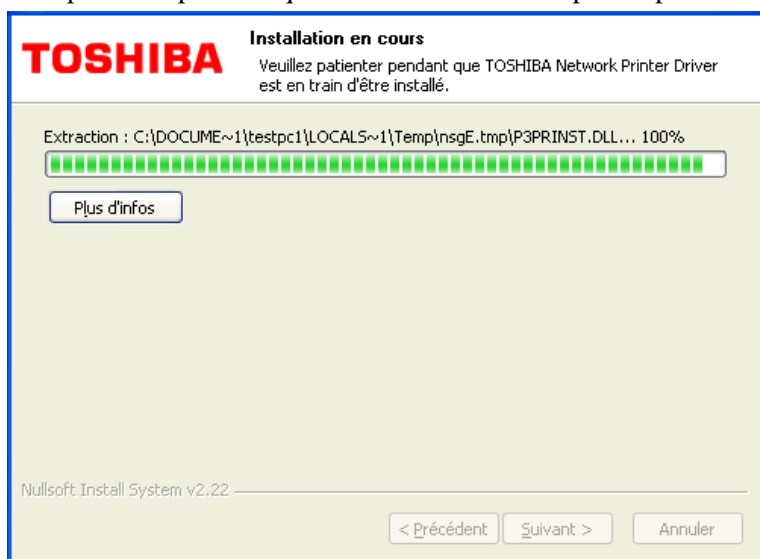 TOSHIBA
Installation en cours
Veuillez patienter pendant que TOSHIBA Network Printer Driver
est en train d'être installé.
Extraction : C:\DOCUME~1\testpc1\LOCALS~1\Temp\nsgE.tmp\P3PRINST.DLL... 100%
Plus d'infos
Nullsoft Install System v2.22
< Précédent
Suivant >
Annuler